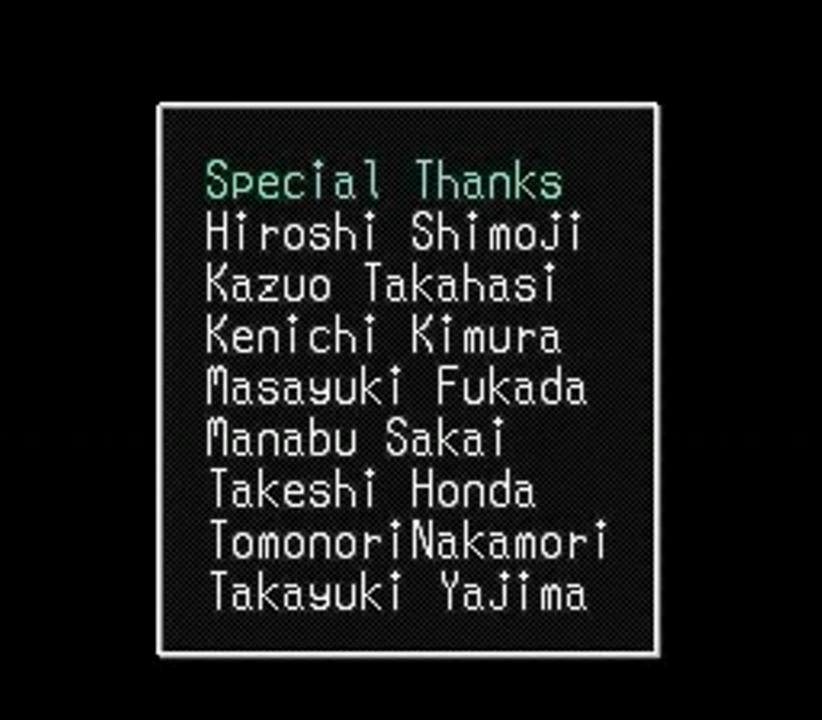 Special Thanks
Hiroshi Shimoji
Kazuo Takahasi
Kenichi Kimura
Masayuki Fukada
Manabu Sakai
Takeshi Honda
TomonoriNakamori
Takayuki Yajima